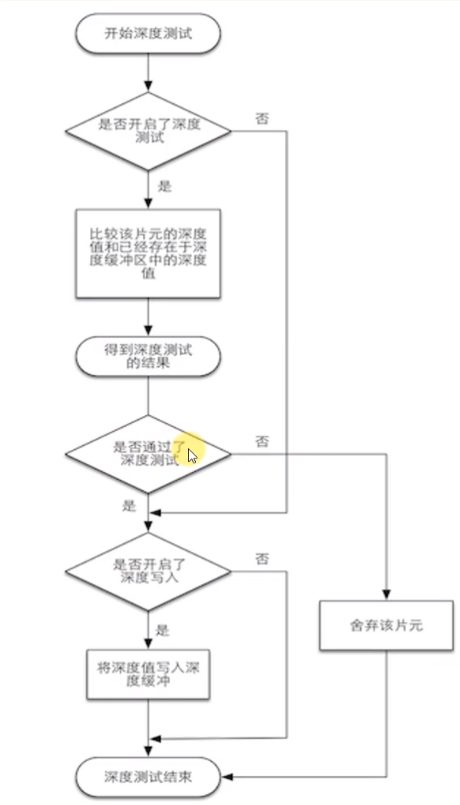 开始深度测试
是否开启了深度
测试
否
是
比较该片元的深度
值和已经存在于深
度缓冲区中的深度
值
得到深度测试
的结果
是否通过了
深度测试
否
是
是否开启了
深度写入
否
是
舍弃该片元
将深度值写入深
度缓冲
深度测试结束